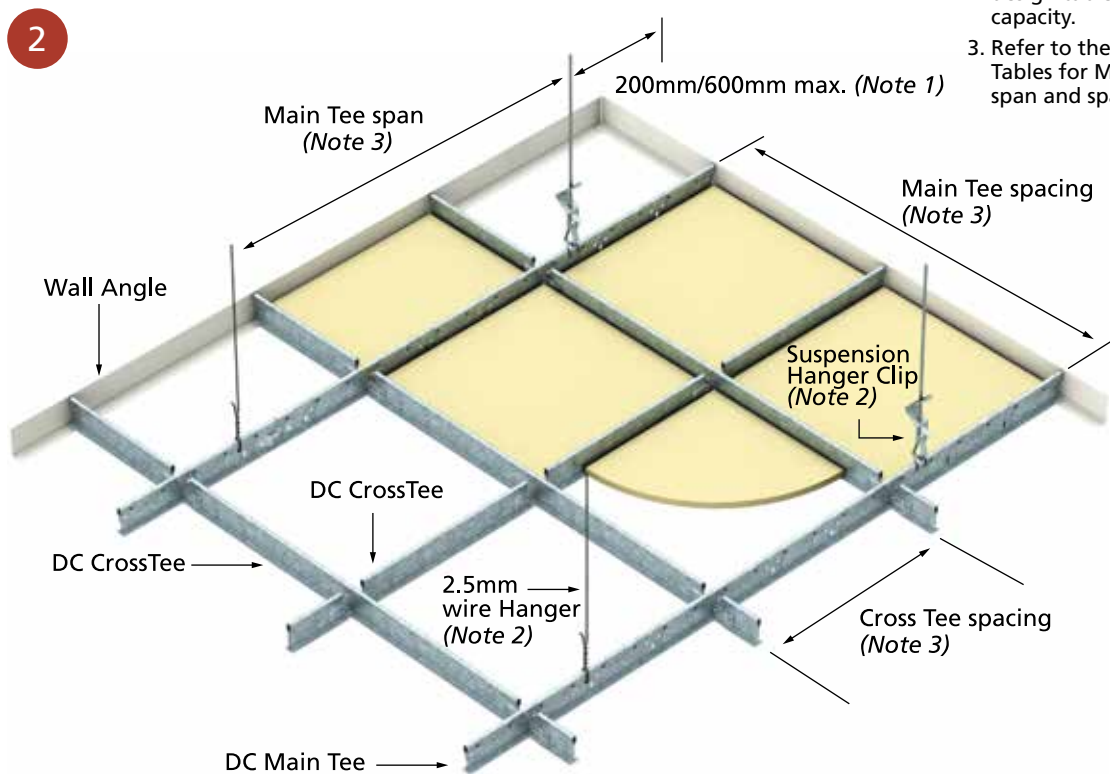 2
capacity.
3. Refer to the
Tables for M
span and spa
200mm/600mm max. (Note 1)
Main Tee span
(Note 3)
Main Tee spacing
(Note 3)
Wall Angle
Suspension
Hanger Clip
(Note 2)
DC CrossTee
DC CrossTee
2.5mm
wire Hanger
(Note 2)
Cross Tee spacing
(Note 3)
DC Main Tee